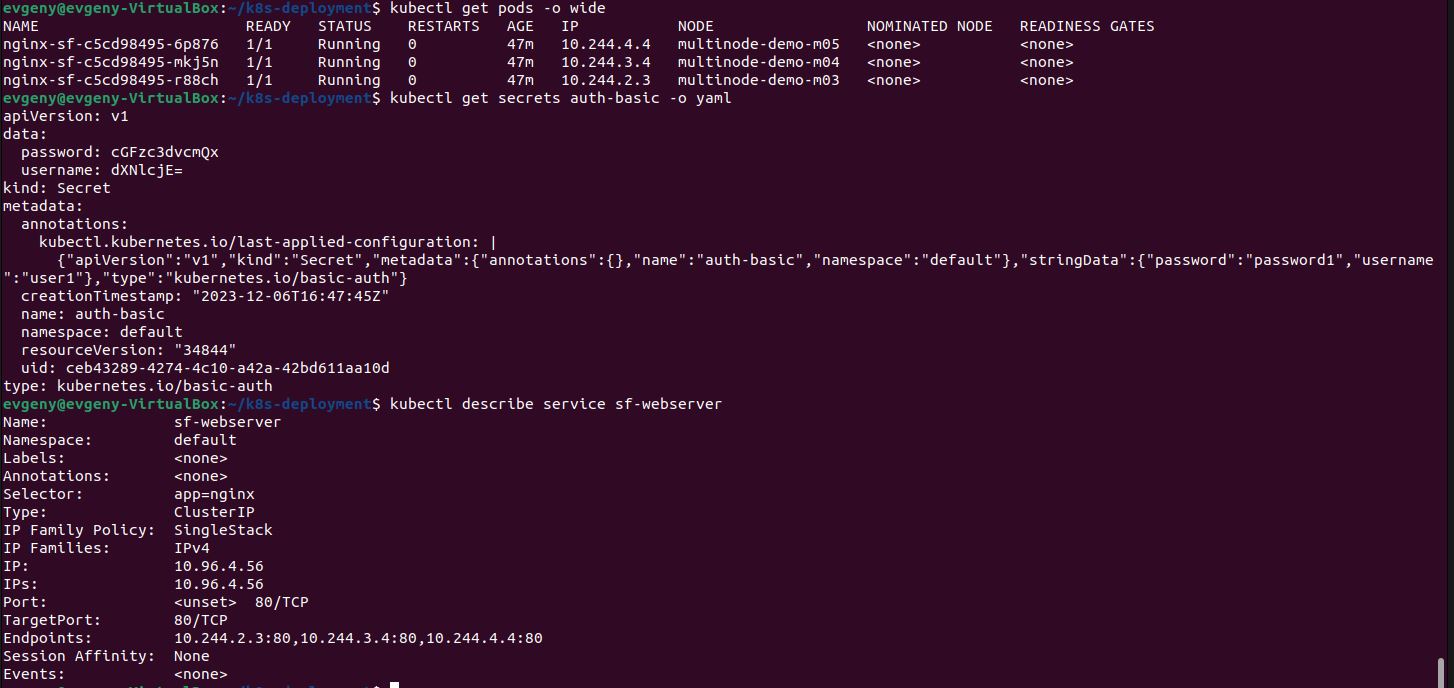 evgeny@evgeny-VirtualBox:~/k8s-deployment$ kubectl get pods -o wide
NAME                       READY   STATUS    RESTARTS   AGE   IP           NODE                 NOMINATED NODE   READINESS GATES
nginx-sf-c5cd98495-6p876   1/1     Running   0          47m   10.244.4.4   multinode-demo-m05   <none>           <none>
nginx-sf-c5cd98495-mkj5n   1/1     Running   0          47m   10.244.3.4   multinode-demo-m04   <none>           <none>
nginx-sf-c5cd98495-r88ch   1/1     Running   0          47m   10.244.2.3   multinode-demo-m03   <none>           <none>
evgeny@evgeny-VirtualBox:~/k8s-deployment$ kubectl get secrets auth-basic -o yaml
apiVersion: v1
data:
  password: cGFzc3dvcmQx
  username: dXNlcjE=
kind: Secret
metadata:
  annotations:
    kubectl.kubernetes.io/last-applied-configuration: |
      {"apiVersion":"v1","kind":"Secret","metadata":{"annotations":{},"name":"auth-basic","namespace":"default"},"stringData":{"password":"password1","username
":"user1"},"type":"kubernetes.io/basic-auth"}
  creationTimestamp: "2023-12-06T16:47:45Z"
  name: auth-basic
  namespace: default
  resourceVersion: "34844"
  uid: ceb43289-4274-4c10-a42a-42bd611aa10d
type: kubernetes.io/basic-auth
evgeny@evgeny-VirtualBox:~/k8s-deployment$ kubectl describe service sf-webserver
Name:              sf-webserver
Namespace:         default
Labels:            <none>
Annotations:       <none>
Selector:          app=nginx
Type:              ClusterIP
IP Family Policy:  SingleStack
IP Families:       IPv4
IP:                10.96.4.56
IPs:               10.96.4.56
Port:              <unset>  80/TCP
TargetPort:        80/TCP
Endpoints:         10.244.2.3:80,10.244.3.4:80,10.244.4.4:80
Session Affinity:  None
Events:            <none>